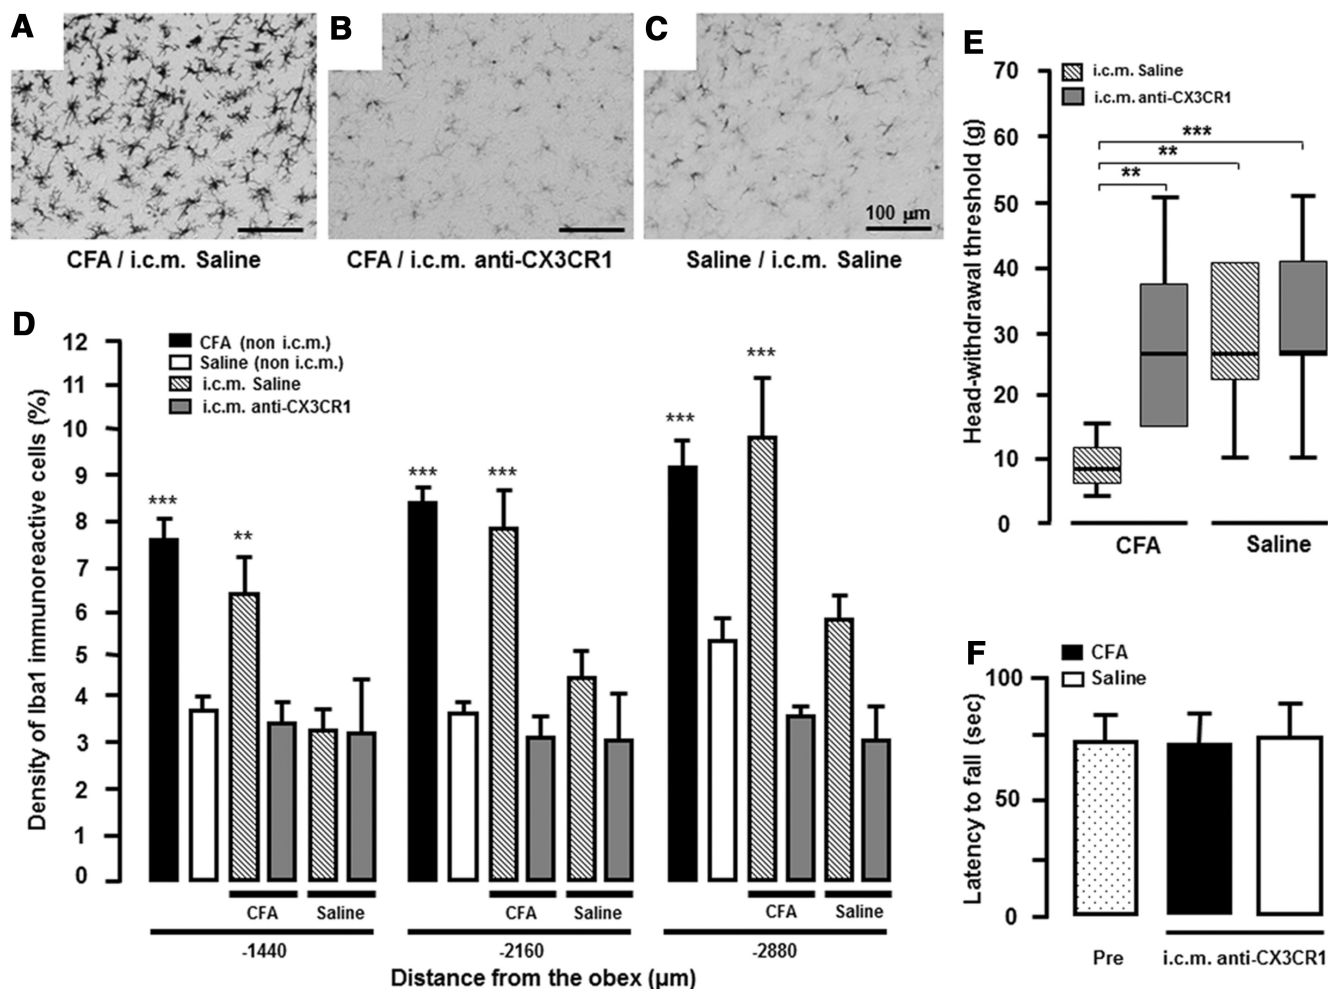 A
B
C
100 µm
CFA / i.c.m. Saline
CFA / i.c.m. anti-CX3CR1
Saline / i.c.m. Saline
D
Density of Iba1 immunoreactive cells (%)
12
11
10
9
8
7
6
5
4
3
2
1
0
CFA (non i.c.m.)
Saline (non i.c.m.)
i.c.m. Saline
i.c.m. anti-CX3CR1
***
**
***
***
***
***
CFA
Saline
CFA
Saline
CFA
Saline
-1440
-2160
-2880
Distance from the obex (µm)
E
Head-withdrawal threshold (g)
70
60
50
40
30
20
10
0
i.c.m. Saline
i.c.m. anti-CX3CR1
***
**
**
CFA
Saline
F
Latency to fall (sec)
100
50
0
CFA
Saline
Pre
i.c.m. anti-CX3CR1